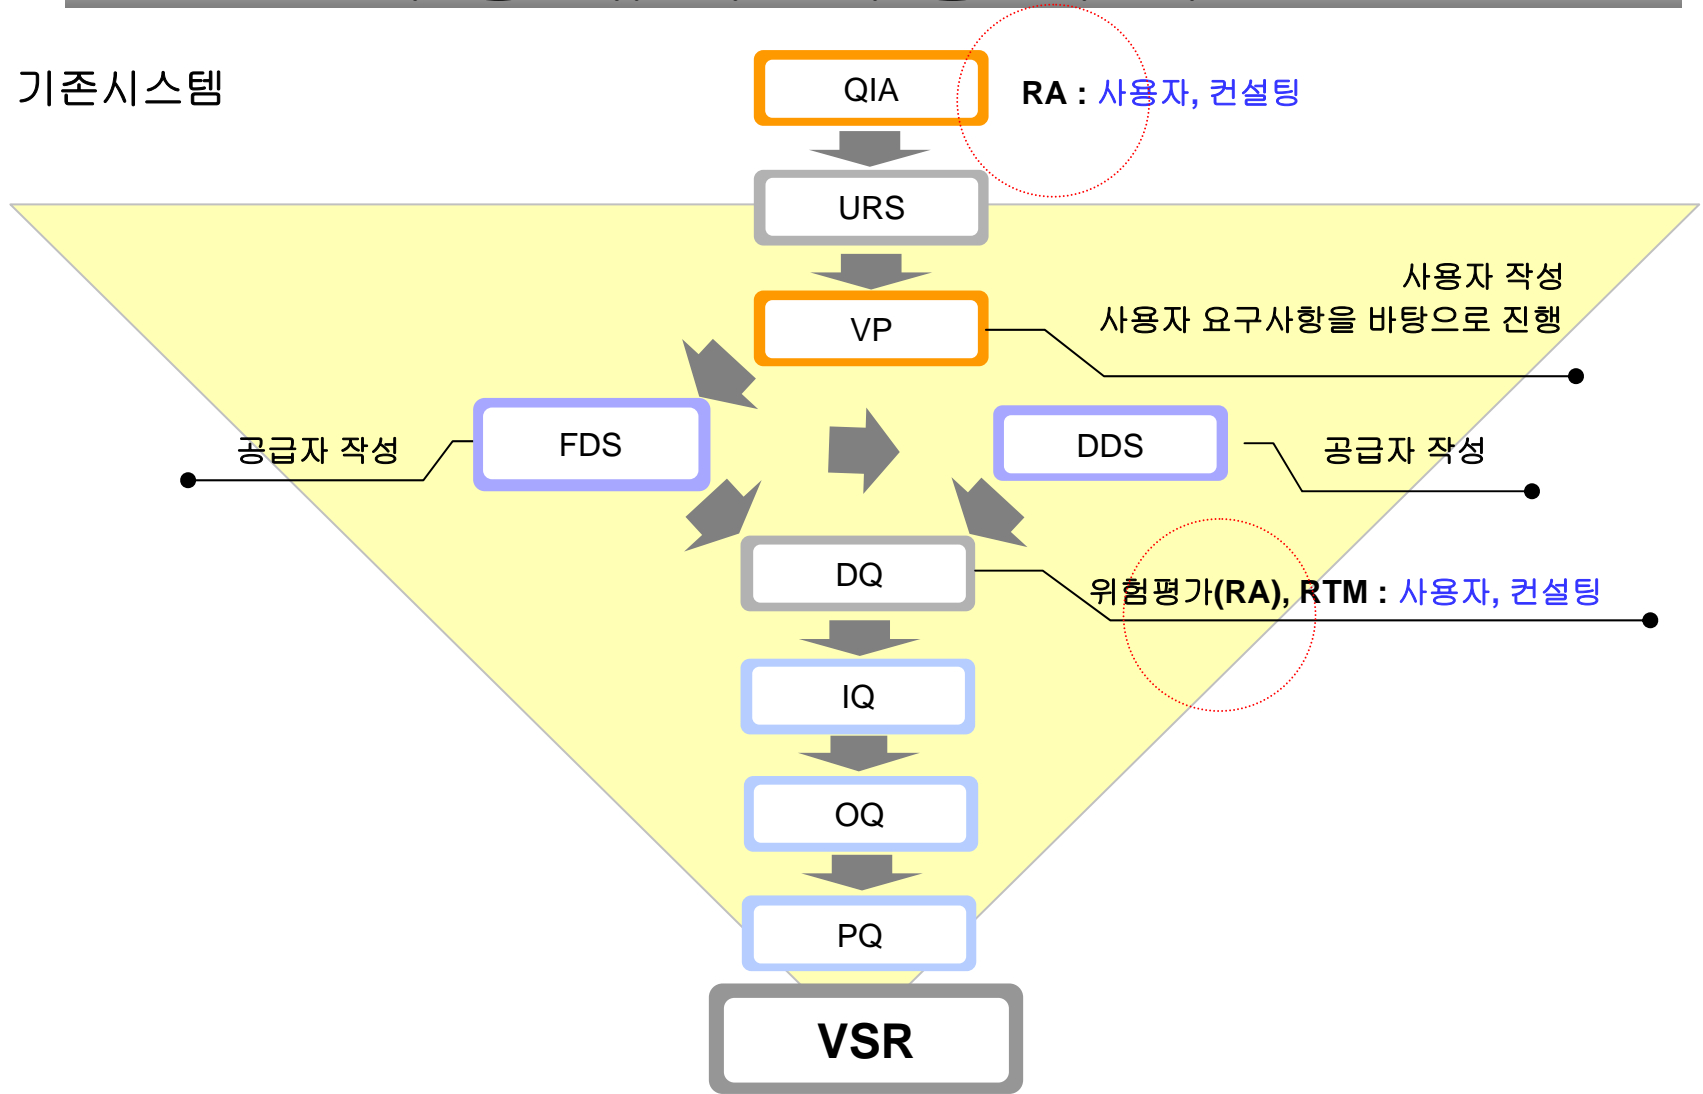 기존시스템
QIA
RA : 사용자, 컨설팅
URS
사용자 작성
사용자 요구사항을 바탕으로 진행
VP
공급자 작성
FDS
DDS
공급자 작성
DQ
위험평가(RA), RTM : 사용자, 컨설팅
IQ
OQ
PQ
VSR